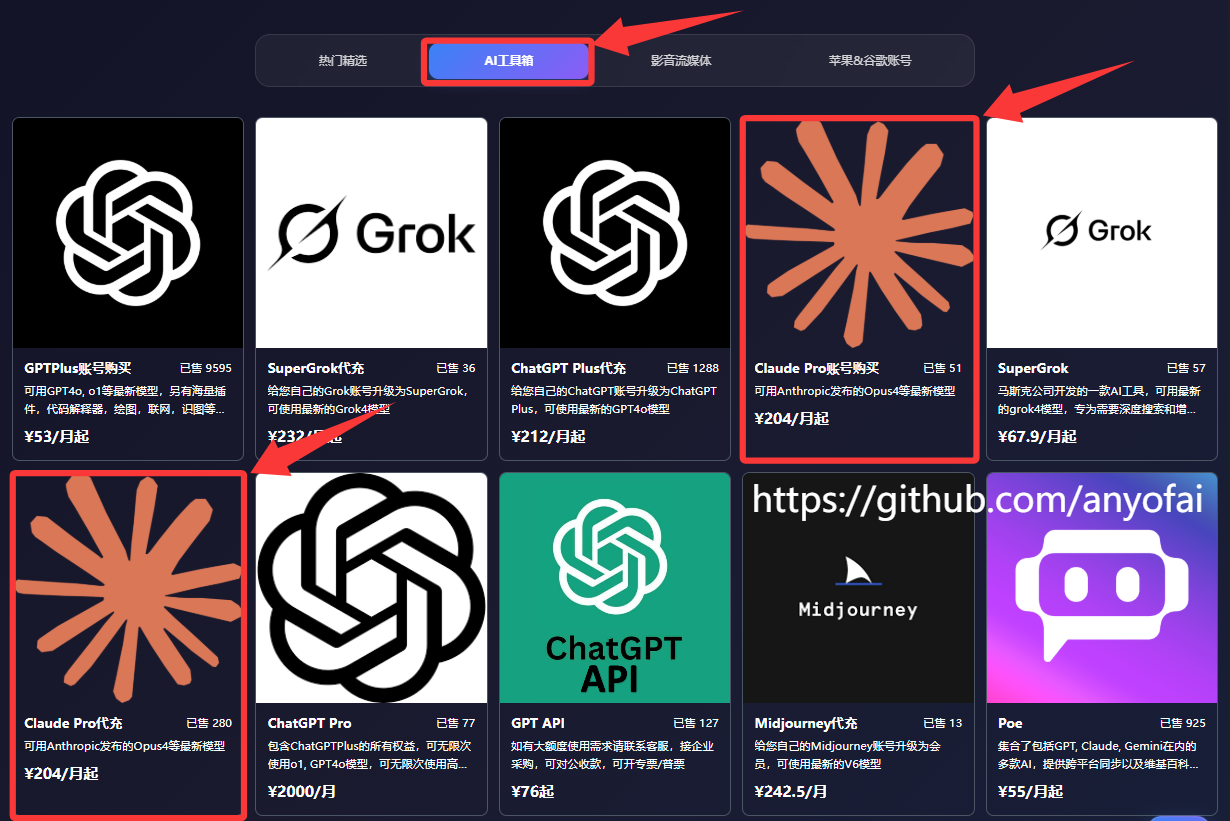 热门精选
AI工具箱
影音流媒体
苹果&谷歌账号
Grok
Grok
GPTPlus账号购买 已售 9595
可用GPT4o, o1等最新模型，另有海量插
件，代码解释器，绘图，联网，识图等...
¥53/月起
SuperGrok代充 已售 36
给您自己的Grok账号升级为SuperGrok，
可使用最新的Grok4模型
¥232/月起
ChatGPT Plus代充 已售 1288
给您自己的ChatGPT账号升级为ChatGPT
Plus，可使用最新的GPT4o模型
¥212/月起
Claude Pro账号购买 已售 51
可用Anthropic发布的Opus4等最新模型
¥204/月起
SuperGrok 已售 57
马斯克公司开发的一款AI工具，可用最新
的grok4模型，专为需要深度搜索和增...
¥67.9/月起
https://github.com/anyofai
ChatGPT
API
Midjourney
Claude Pro代充 已售 280
可用Anthropic发布的Opus4等最新模型
¥204/月起
ChatGPT Pro 已售 77
包含ChatGPTPlus的所有权益，可无限次
使用o1, GPT4o模型，可无限次使用高...
¥2000/月
GPT API 已售 127
如有大额度使用需求请联系客服，接企业
采购，可对公收款，可开专票/普票
¥76起
Midjourney代充 已售 13
给您自己的Midjourney账号升级为会
员，可使用最新的V6模型
¥242.5/月
Poe 已售 925
集合了包括GPT, Claude, Gemini在内的
多款AI，提供跨平台同步以及维基百科...
¥55/月起